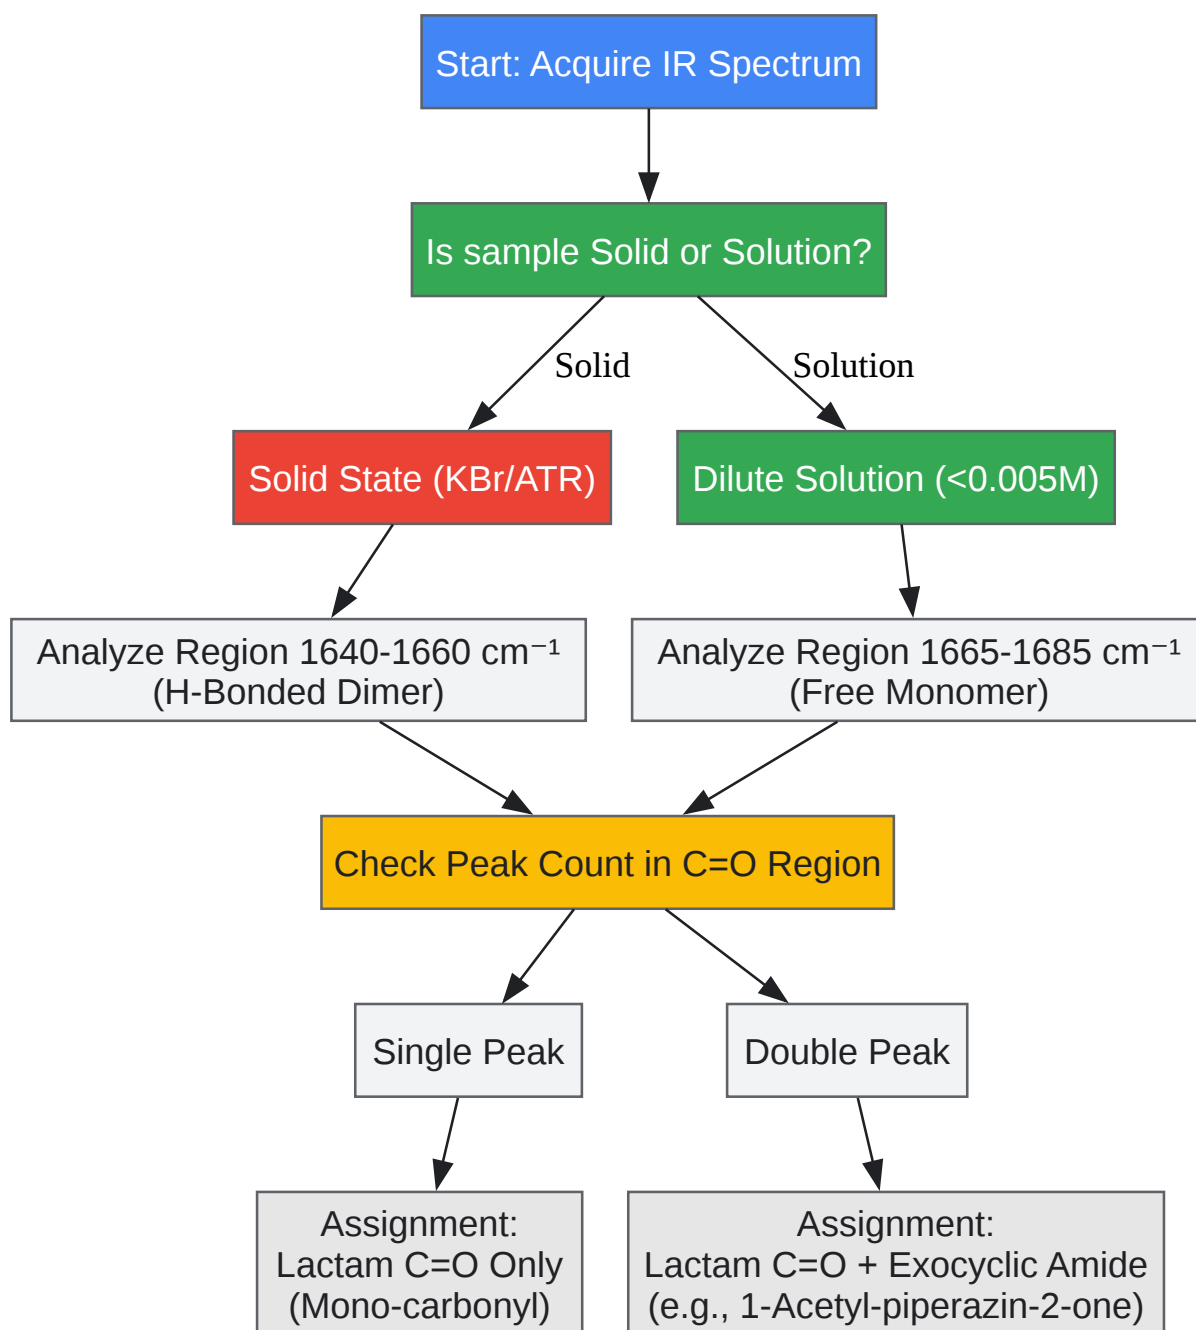 Start: Acquire IR Spectrum
Is sample Solid or Solution?
Solid
Solution
Solid State (KBr/ATR)
Dilute Solution (<0.005M)
Analyze Region 1640-1660 cm⁻¹
(H-Bonded Dimer)
Analyze Region 1665-1685 cm⁻¹
(Free Monomer)
Check Peak Count in C=O Region
Single Peak
Double Peak
Assignment:
Lactam C=O Only
(Mono-carbonyl)
Assignment:
Lactam C=O + Exocyclic Amide
(e.g., 1-Acetyl-piperazin-2-one)